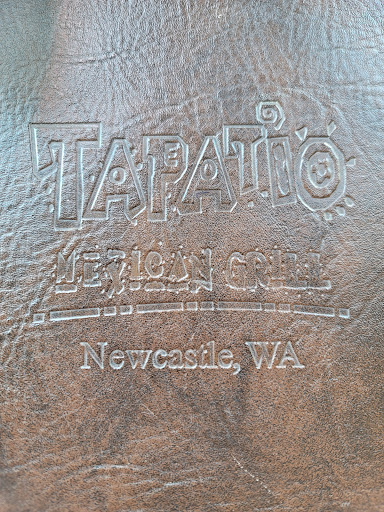 TAPATIO
MEXICAN GRILL
Newcastle, WA